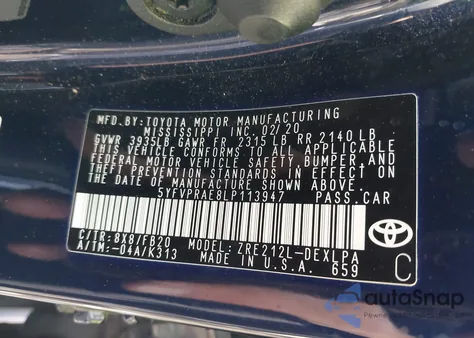 MFD.BY:TOYOTA MOTOR MANUFACTURING
MISSISSIPPI INC. 02/20
GVWR 3935LB GAWR FR 2315 LB RR 2140 LB
THIS VEHICLE CONFORMS TO ALL APPLICABLE
FEDERAL MOTOR VEHICLE SAFETY, BUMPER, AND
THEFT PREVENTION STANDARDS IN EFFECT ON
THE DATE OF MANUFACTURE SHOWN ABOVE.
5YFVPRAE8LP113947 PASS.CAR
C/TR:8X8/FB20 MODEL:ZRE212L-DEXLPA
A/TM:-04A/K313 MADE IN U.S.A. 659
C
autoSnap